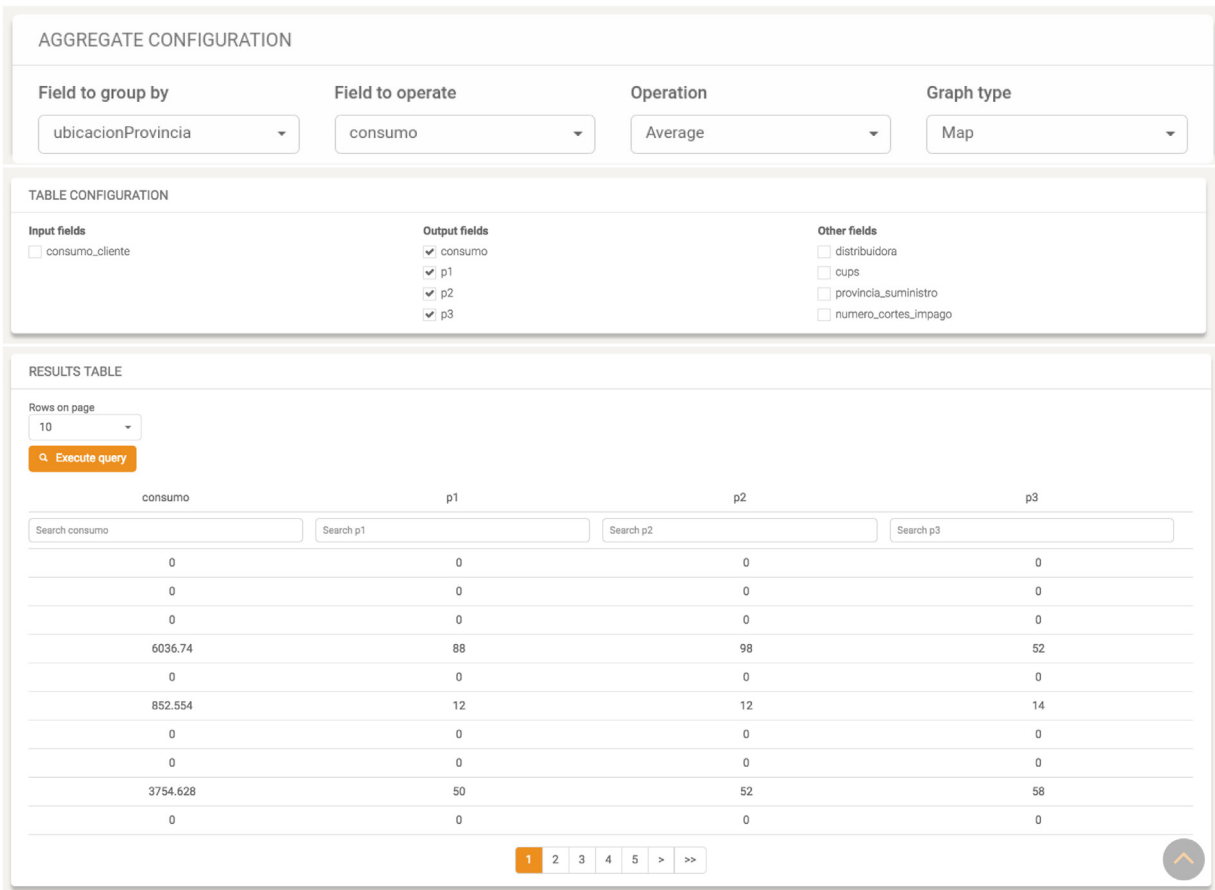 AGGREGATE CONFIGURATION
Field to group by Field to operate Operation Graph type
ubicacionProvincia consumo Average Map
TABLE CONFIGURATION
Input fields Output fields Other fields
consumo_cliente consumo distribuidora
p1 cups
p2 provincia_suministro
p3 numero_cortes_impago
RESULTS TABLE
Rows on page
10
Execute query
consumo p1 p2 p3
Search consumo Search p1 Search p2 Search p3
0 0 0 0
0 0 0 0
0 0 0 0
6036.74 88 98 52
0 0 0 0
852.554 12 12 14
0 0 0 0
0 0 0 0
3754.628 50 52 58
0 0 0 0
1 2 3 4 5 > >>